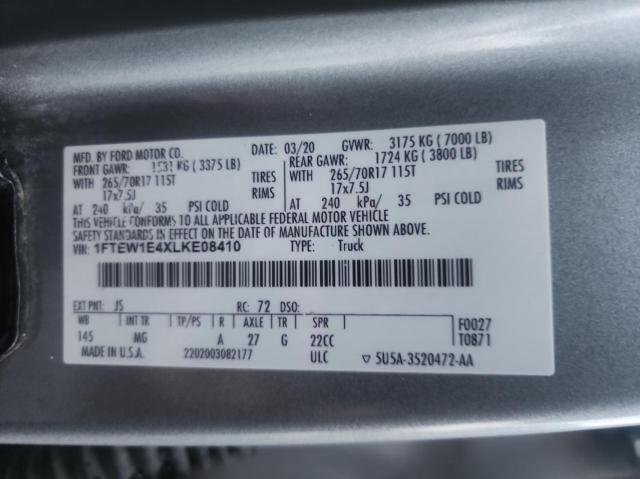 MFD. BY FORD MOTOR CO.
DATE: 03/20 GVWR: 3175 KG ( 7000 LB)
FRONT GAWR: 1531 KG ( 3375 LB)
REAR GAWR: 1724 KG ( 3800 LB)
WITH 265/70R17 115T TIRES
WITH 265/70R17 115T TIRES
17x7.5J RIMS
17x7.5J RIMS
AT 240 kPa/ 35 PSI COLD
AT 240 kPa/ 35 PSI COLD
THIS VEHICLE CONFORMS TO ALL APPLICABLE FEDERAL MOTOR VEHICLE
SAFETY STANDARDS IN EFFECT ON THE DATE OF MANUFACTURE SHOWN ABOVE.
VIN: 1FTEW1E4XLKE08410 TYPE: Truck
EXT PNT: JS RC: 72 DSO:
WB INT TR TP/PS R AXLE TR SPR
145 MG A 27 G 22CC
F0027
T0871
MADE IN U.S.A. 2202003082177 ULC ▽ 5U5A-3520472-AA